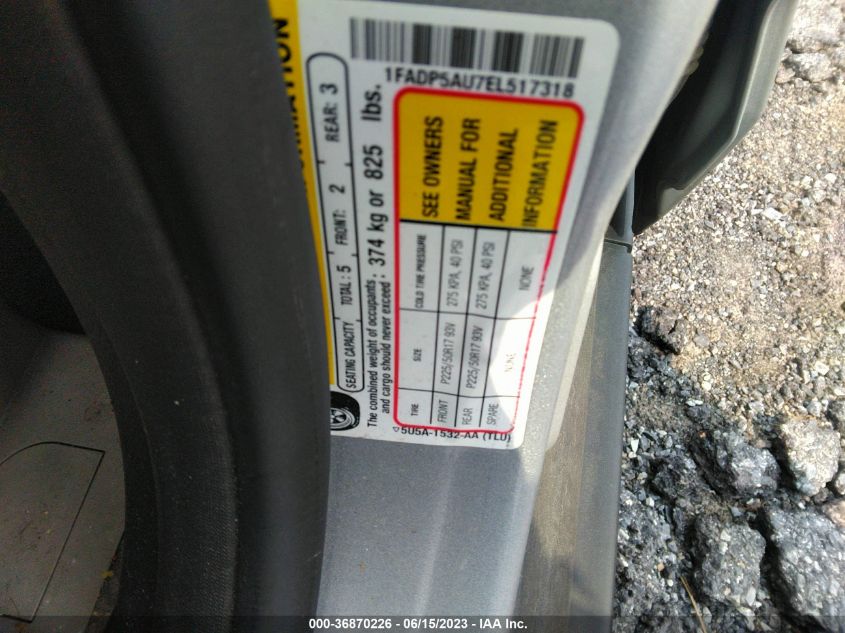 RMATION
SEATING CAPACITY TOTAL: 5 FRONT: 2 REAR: 3
The combined weight of occupants and cargo should never exceed: 374 kg or 825 lbs.
TIRE SIZE COLD TIRE PRESSURE
FRONT P225/50R17 93V 275 KPA, 40 PSI
REAR P225/50R17 93V 275 KPA, 40 PSI
SPARE NONE NONE
SEE OWNERS
MANUAL FOR
ADDITIONAL
INFORMATION
5U5A-1532-AA (TLU)
1FADP5AU7EL517318
000-36870226 - 06/15/2023 - IAA Inc.